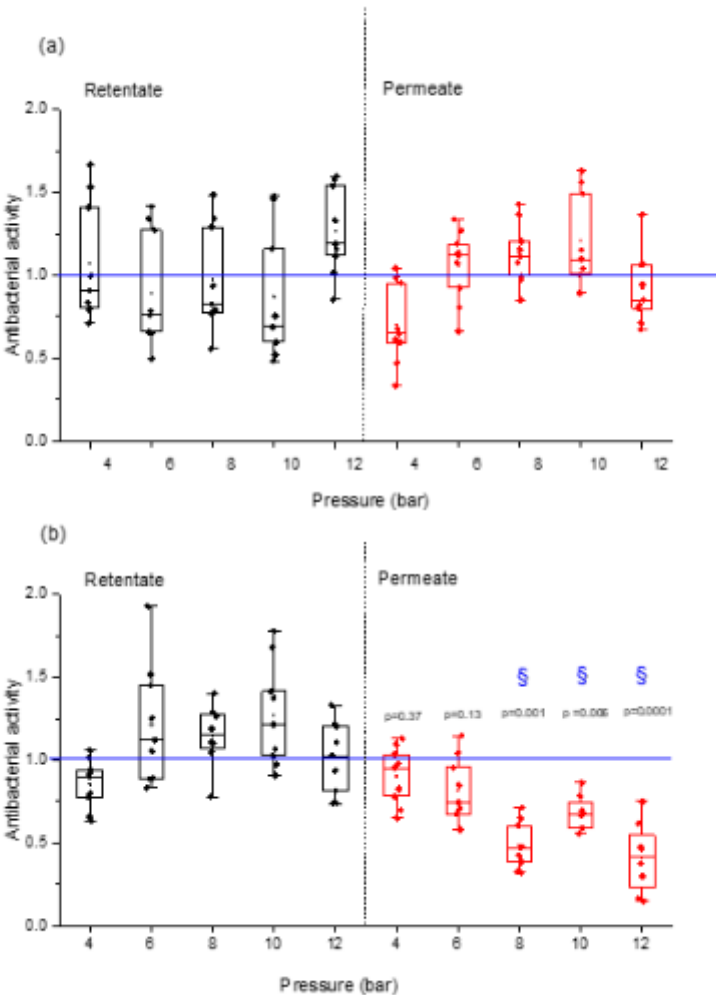 (a)
Retentate Permeate
2.0
1.5
1.0
0.5
0.0
Antibacterial activity
4 6 8 10 12 4 6 8 10 12
Pressure (bar)
(b)
Retentate Permeate
2.0
1.5
1.0
0.5
0.0
Antibacterial activity
§ § §
p=0.37 p=0.13 p=0.001 p =0.006 p=0.0001
4 6 8 10 12 4 6 8 10 12
Pressure (bar)